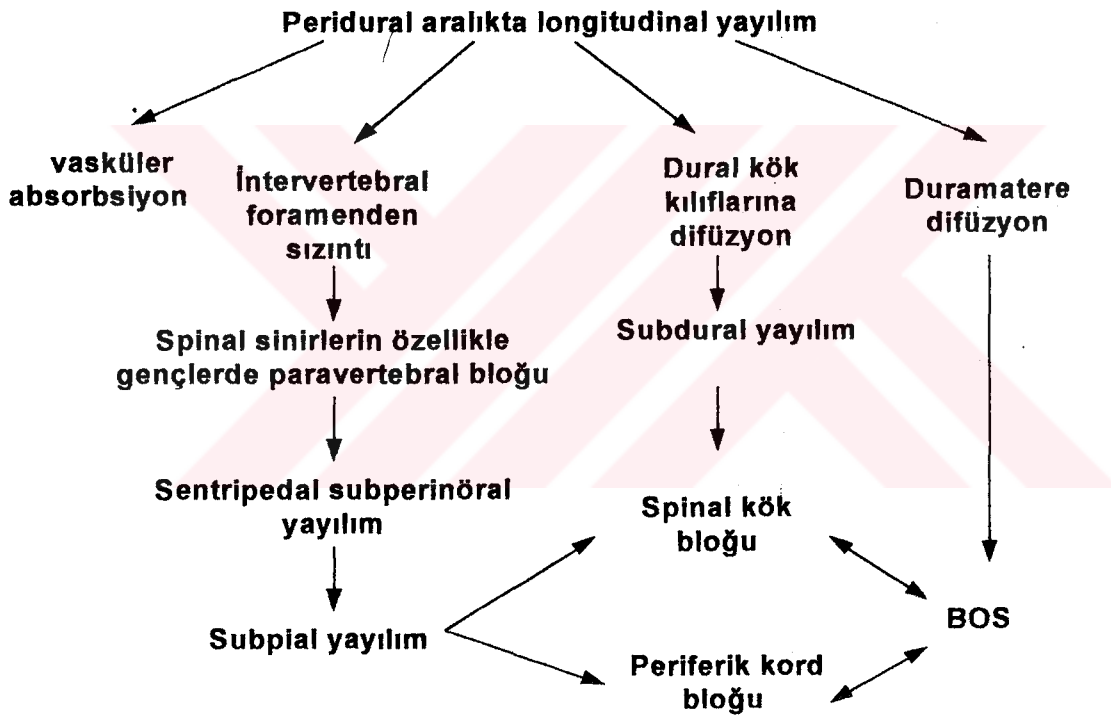 Peridural aralıkta longitudinal yayılım
vasküler
absorbsiyon
İntervertebral
foramenden
sızıntı
Dural kök
kılıflarına
difüzyon
Duramatere
difüzyon
Spinal sinirlerin özellikle
gençlerde paravertebral bloğu
Subdural yayılım
Sentripedal subperinöral
yayılım
Spinal kök
bloğu
Subpial yayılım
BOS
Periferik kord
bloğu